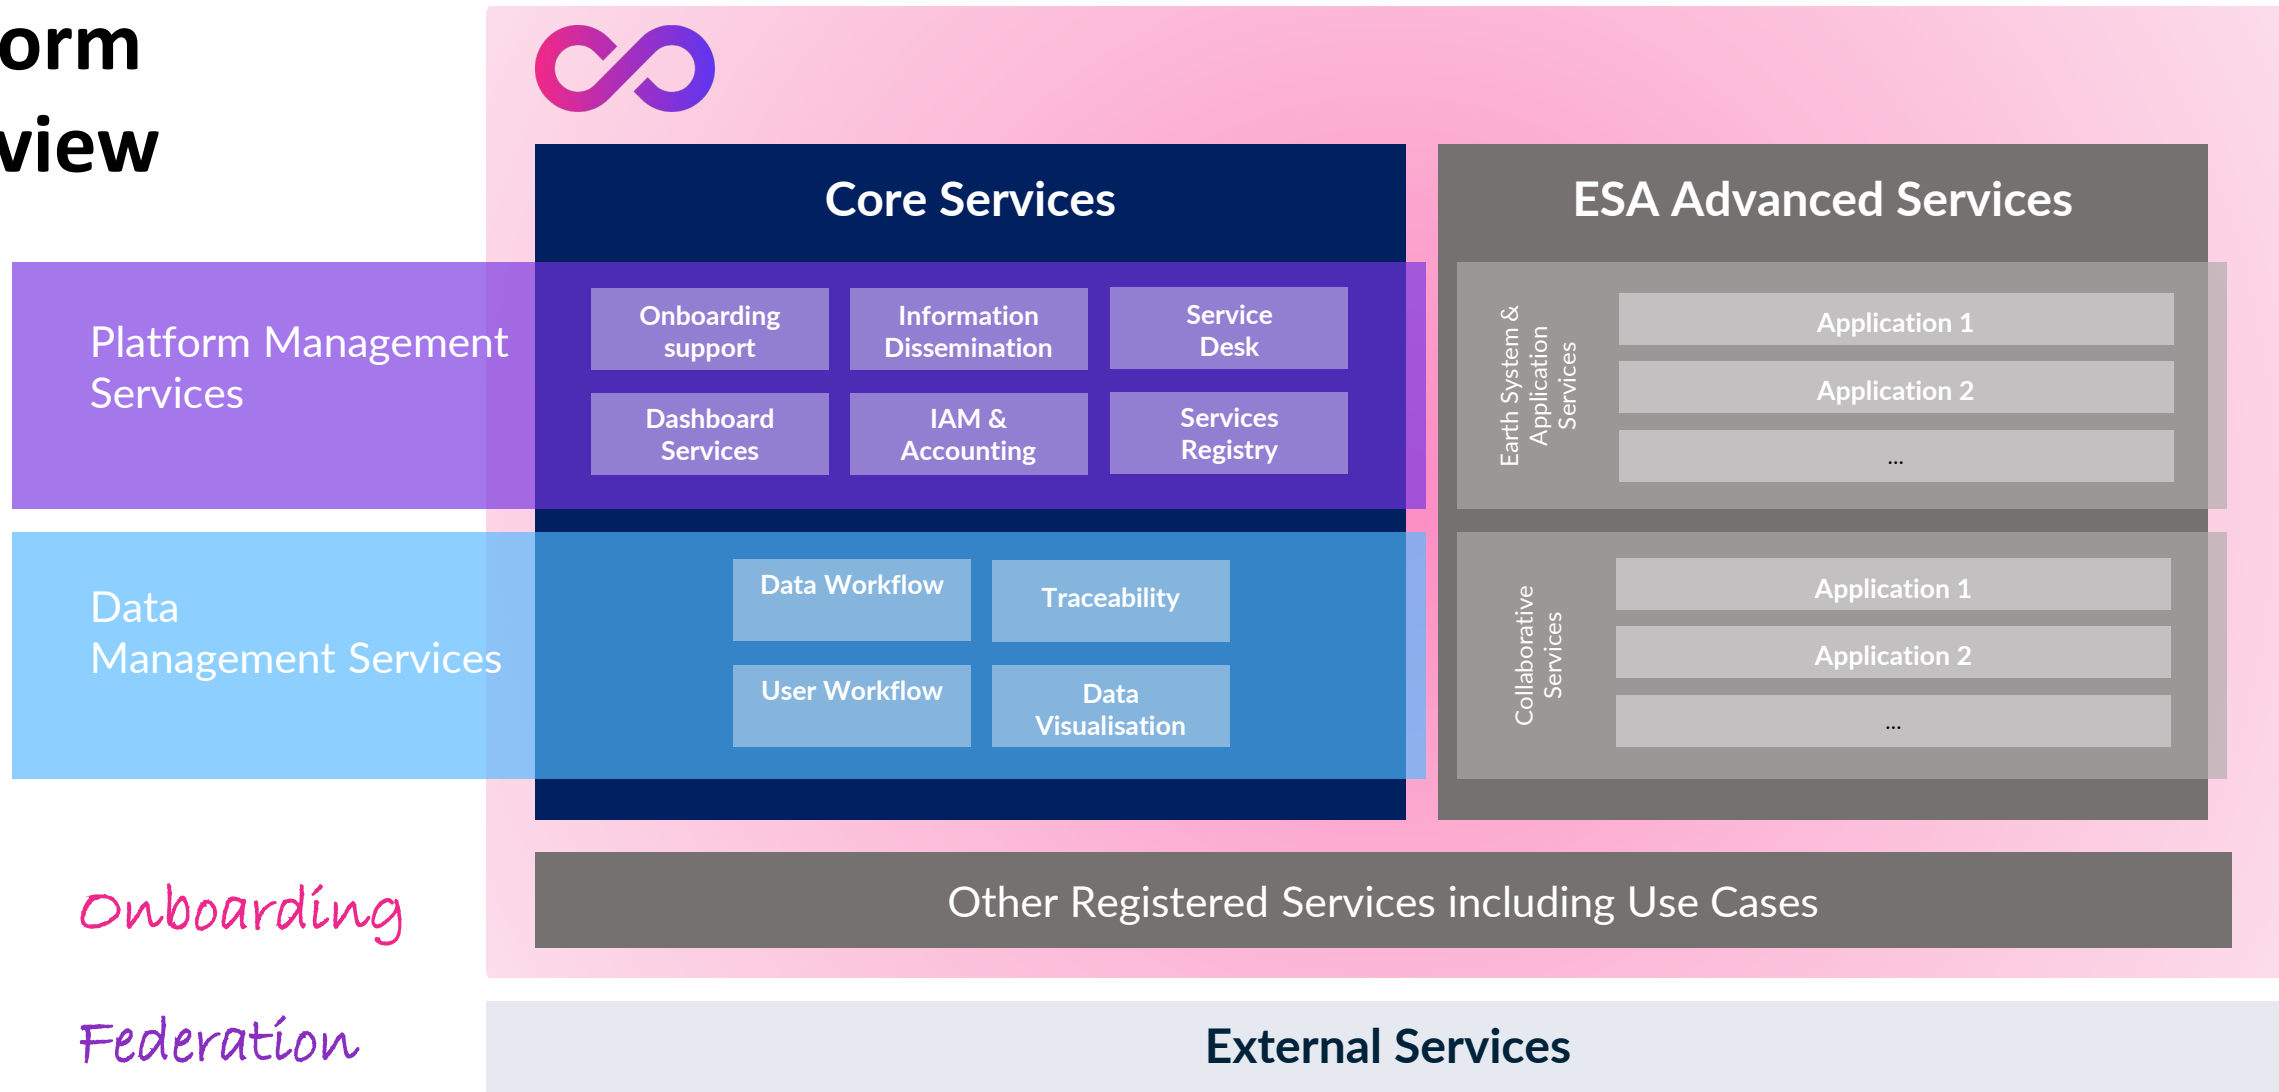 orm
view
Core Services
ESA Advanced Services
Platform Management
Services
Onboarding
support
Information
Dissemination
Service
Desk
Dashboard
Services
IAM &
Accounting
Services
Registry
Earth System &
Application
Services
Application 1
Application 2
...
Data
Management Services
Data Workflow
Traceability
User Workflow
Data
Visualisation
Collaborative
Services
Application 1
Application 2
...
Onboarding
Other Registered Services including Use Cases
Federation
External Services